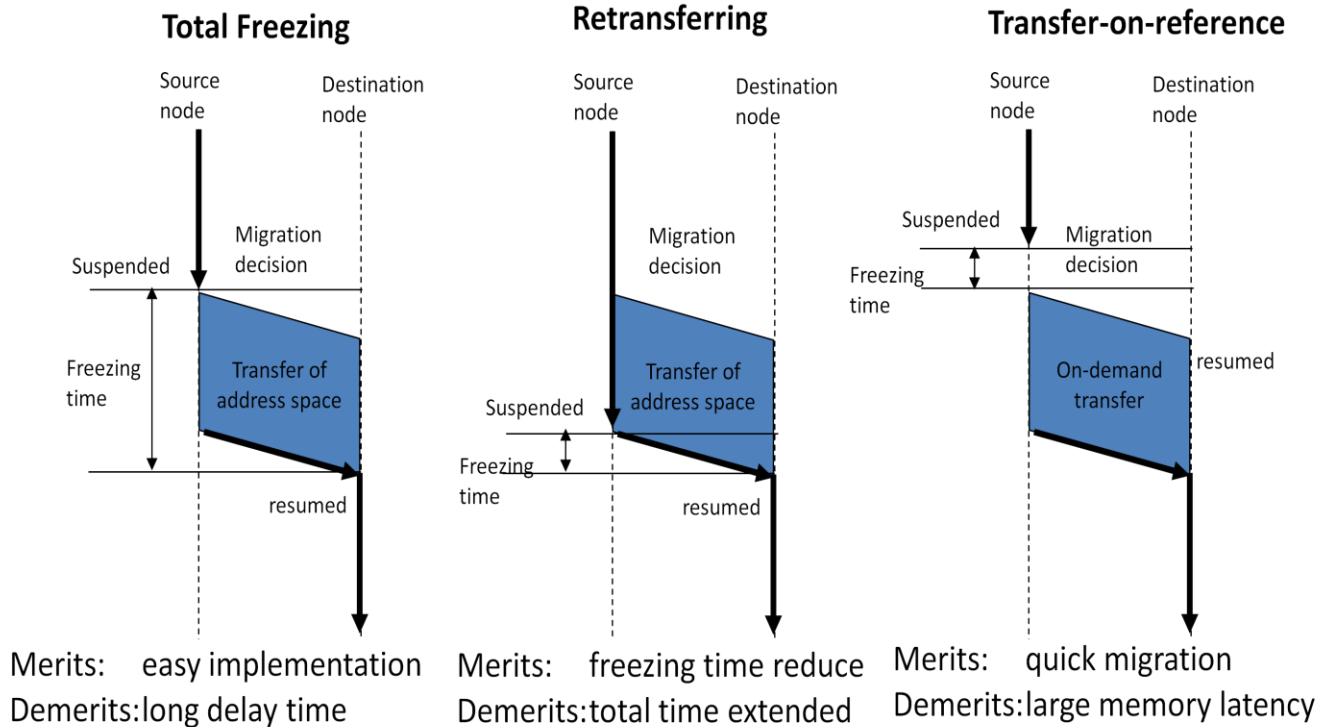 Total Freezing
Source
node
Destination
node
Migration
decision
Suspended
Freezing
time
Transfer of
address space
resumed
Merits: easy implementation
Demerits:long delay time
Retransferring
Source
node
Destination
node
Migration
decision
Transfer of
address space
Suspended
Freezing
time
resumed
Merits: freezing time reduce
Demerits:total time extended
Transfer-on-reference
Source
node
Destination
node
Suspended
Migration
decision
Freezing
time
resumed
On-demand
transfer
Merits: quick migration
Demerits:large memory latency